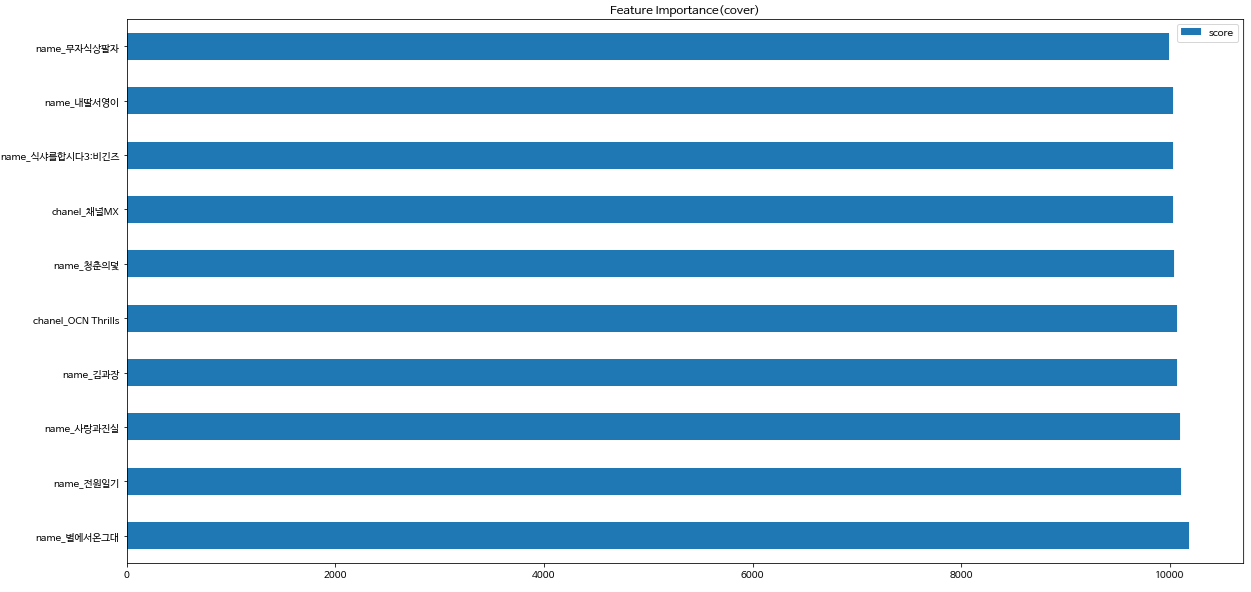 Feature Importance(cover)
score
name_무자식상팔자
name_내딸서영이
name_식샤를합시다3:비긴즈
chanel_채널MX
name_청춘의덫
chanel_OCN Thrills
name_김과장
name_사랑과진실
name_전원일기
name_별에서온그대
0 2000 4000 6000 8000 10000